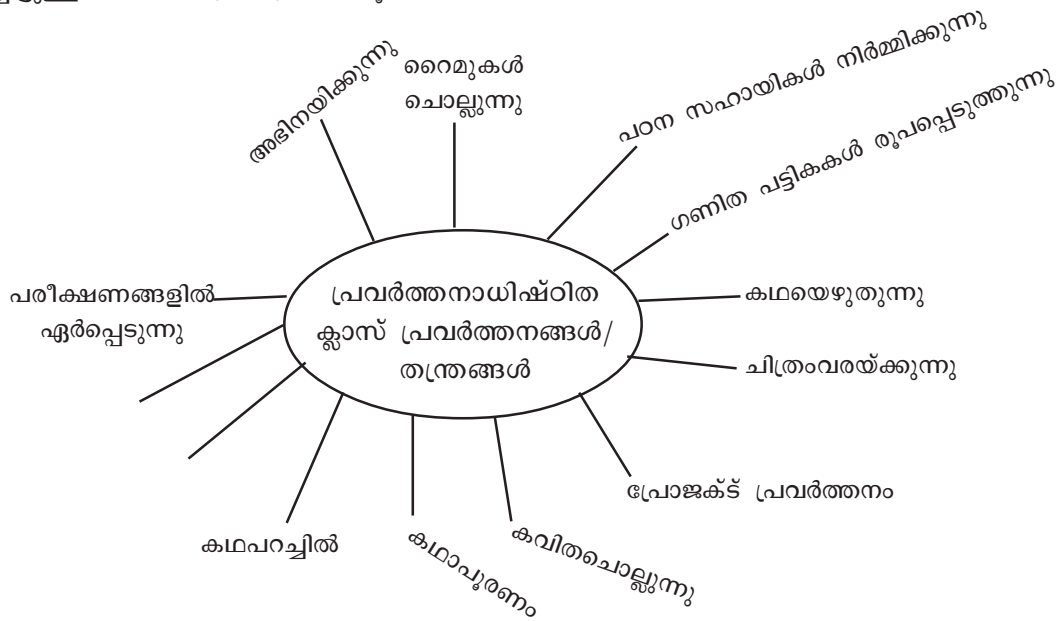 അഭിനയിക്കുന്നു
റൈമുകൾ
ചൊല്ലുന്നു
പഠന സഹായികൾ നിർമ്മിക്കുന്നു
ഗണിത പട്ടികകൾ രൂപപ്പെടുത്തുന്നു
പരീക്ഷണങ്ങളിൽ
ഏർപ്പെടുന്നു
പ്രവർത്തനാധിഷ്ഠിത
ക്ലാസ് പ്രവർത്തനങ്ങൾ/
തന്ത്രങ്ങൾ
കഥയെഴുതുന്നു
ചിത്രംവരയ്ക്കുന്നു
പ്രോജക്ട് പ്രവർത്തനം
കവിതചൊല്ലുന്നു
കഥാപൂരണം
കഥപറച്ചിൽ